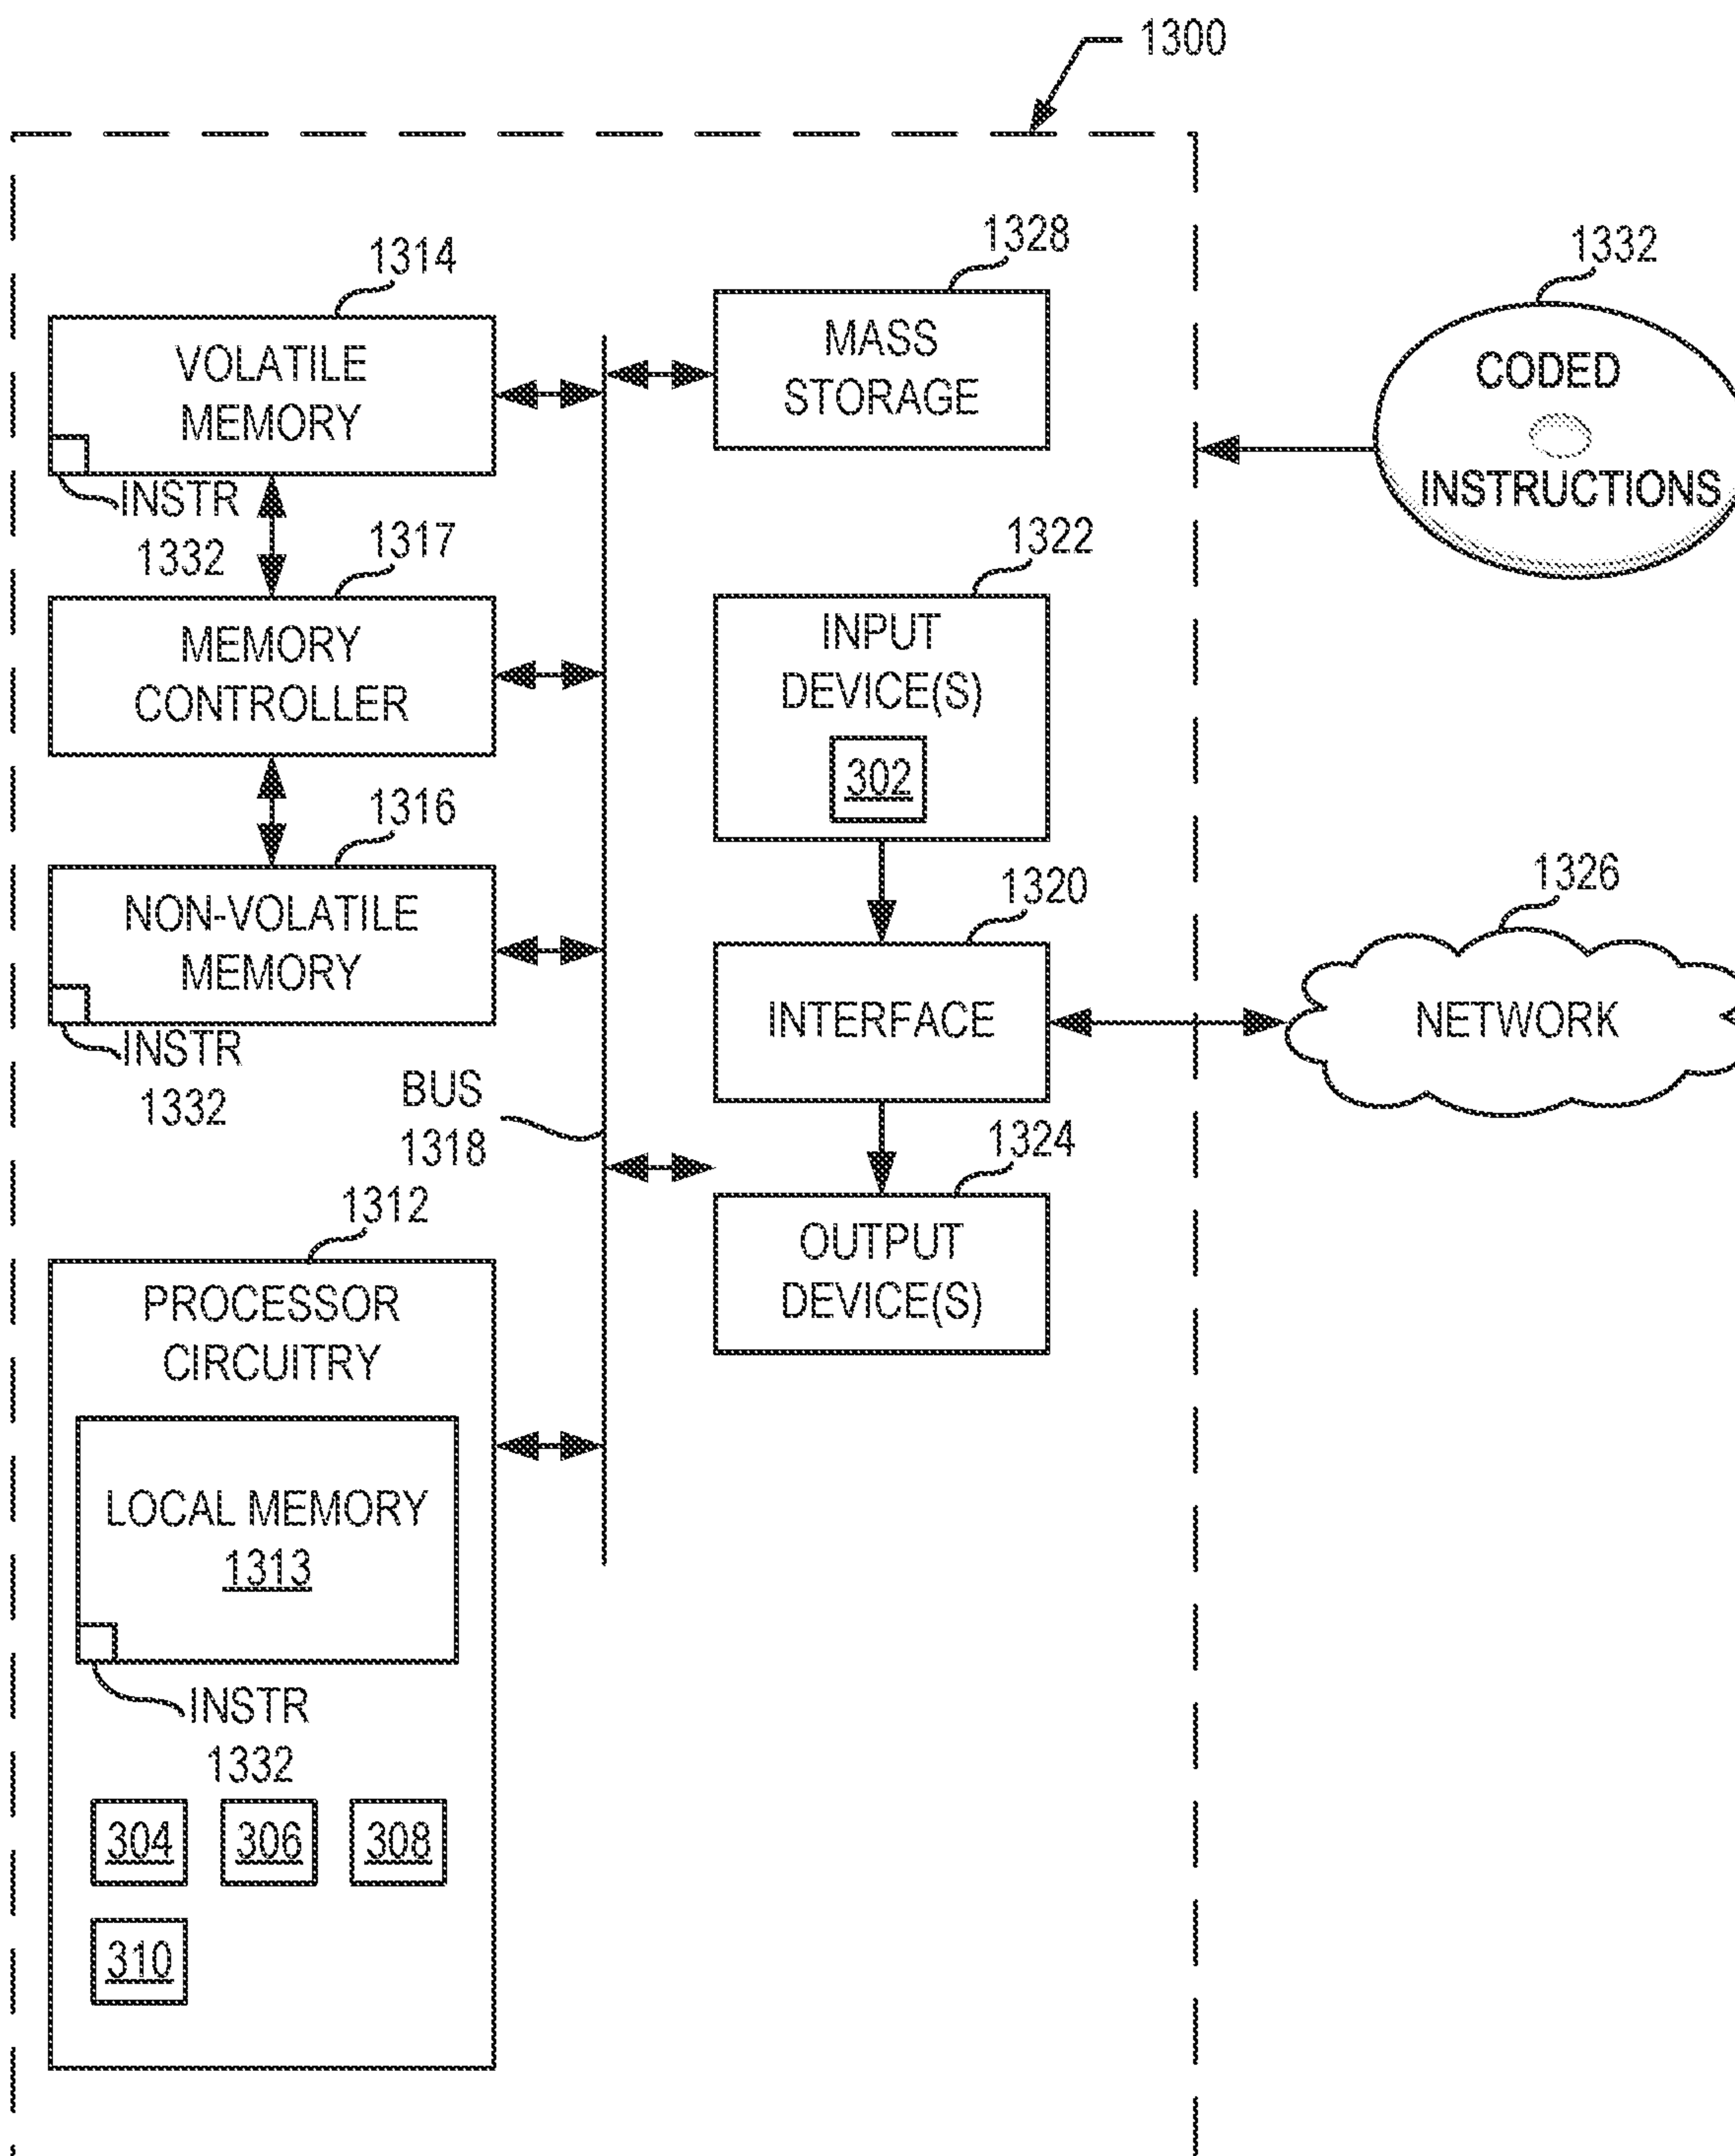 1300
1314
VOLATILE
MEMORY
INSTR
1332
1317
MEMORY
CONTROLLER
1316
NON-VOLATILE
MEMORY
INSTR
1332
BUS
1318
1312
PROCESSOR
CIRCUITRY
LOCAL MEMORY
1313
INSTR
1332
304
306
308
310
1328
MASS
STORAGE
1322
INPUT
DEVICE(S)
302
1320
INTERFACE
1324
OUTPUT
DEVICE(S)
1332
CODED
INSTRUCTIONS
1326
NETWORK